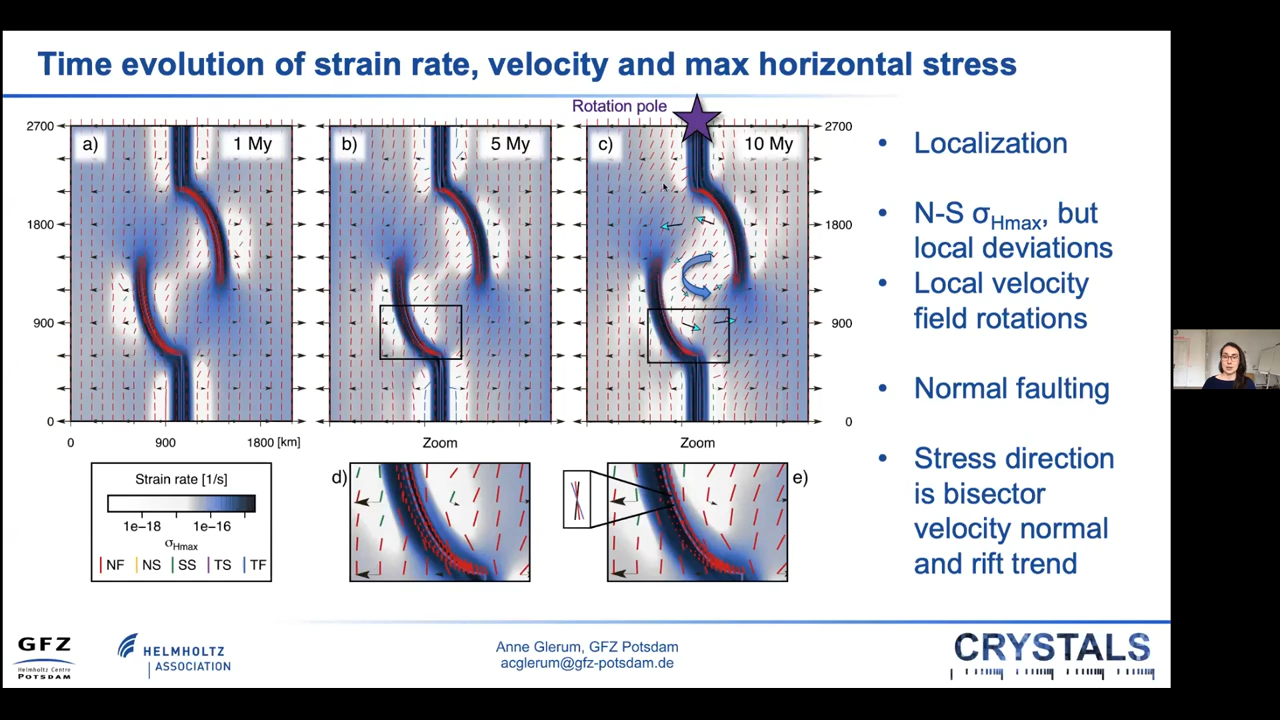 Time evolution of strain rate, velocity and max horizontal stress
Rotation pole
2700
a)
1 My
b)
5 My
c)
10 My
2700
1800
1800
900
900
0
0
0
900
1800 [km]
Zoom
Zoom
Strain rate [1/s]
1e−18
1e−16
σHmax
NF
NS
SS
TS
TF
d)
e)
• Localization
• N-S σHmax, but
local deviations
• Local velocity
field rotations
• Normal faulting
• Stress direction
is bisector
velocity normal
and rift trend
GFZ
Helmholtz Centre
POTSDAM
HELMHOLTZ
ASSOCIATION
Anne Glerum, GFZ Potsdam
acglerum@gfz-potsdam.de
CRYSTALS